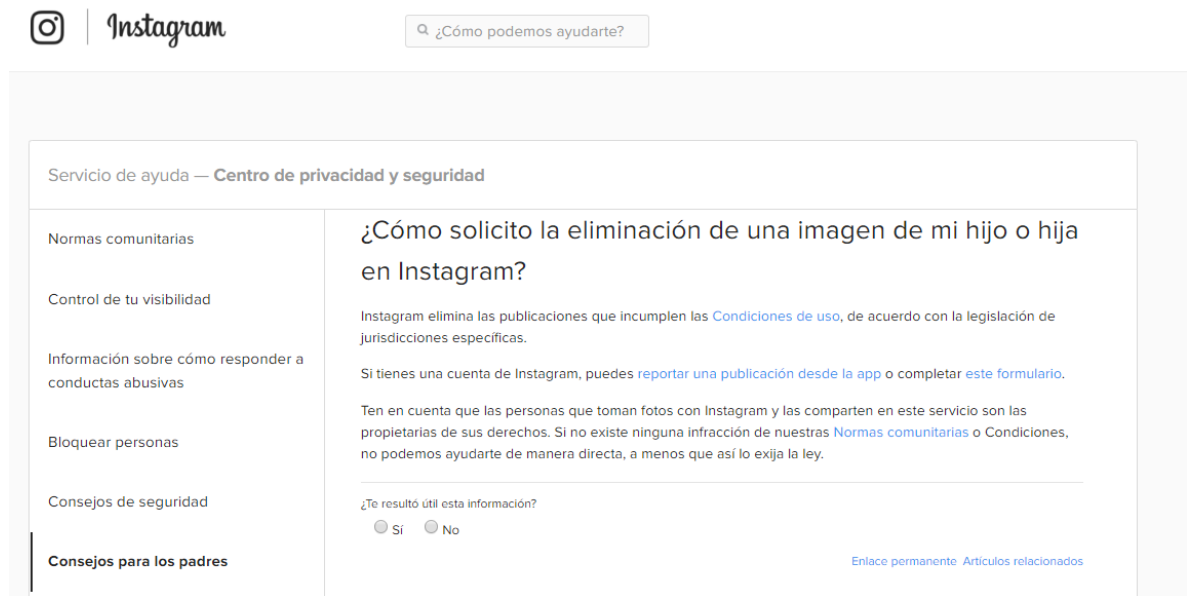 Instagram
¿Cómo podemos ayudarte?
Servicio de ayuda — Centro de privacidad y seguridad
Normas comunitarias
Control de tu visibilidad
Información sobre cómo responder a
conductas abusivas
Bloquear personas
Consejos de seguridad
Consejos para los padres
¿Cómo solicito la eliminación de una imagen de mi hijo o hija
en Instagram?
Instagram elimina las publicaciones que incumplen las Condiciones de uso, de acuerdo con la legislación de
jurisdicciones específicas.
Si tienes una cuenta de Instagram, puedes reportar una publicación desde la app o completar este formulario.
Ten en cuenta que las personas que toman fotos con Instagram y las comparten en este servicio son las
propietarias de sus derechos. Si no existe ninguna infracción de nuestras Normas comunitarias o Condiciones,
no podemos ayudarte de manera directa, a menos que así lo exija la ley.
¿Te resultó útil esta información?
Sí No
Enlace permanente Artículos relacionados